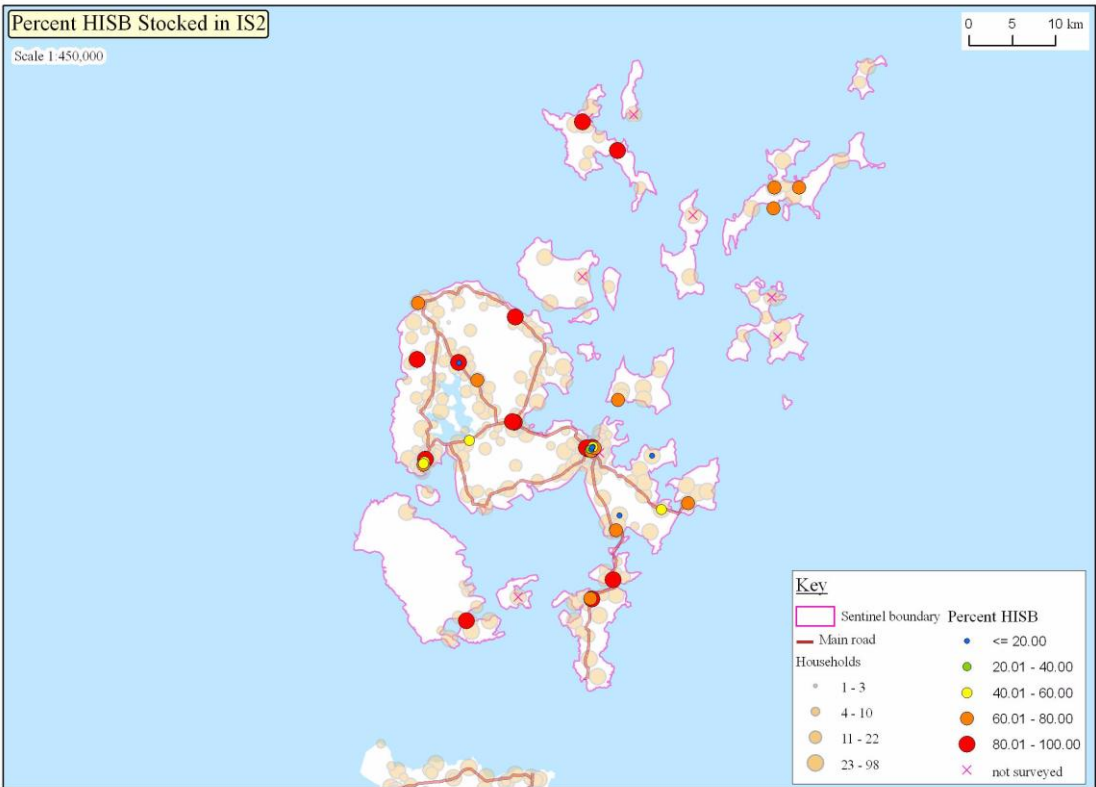 Percent HISB Stocked in IS2
Scale 1:450,000
0 5 10 km
Key
Sentinel boundary
Main road
Households
1 - 3
4 - 10
11 - 22
23 - 98
Percent HISB
<= 20.00
20.01 - 40.00
40.01 - 60.00
60.01 - 80.00
80.01 - 100.00
not surveyed